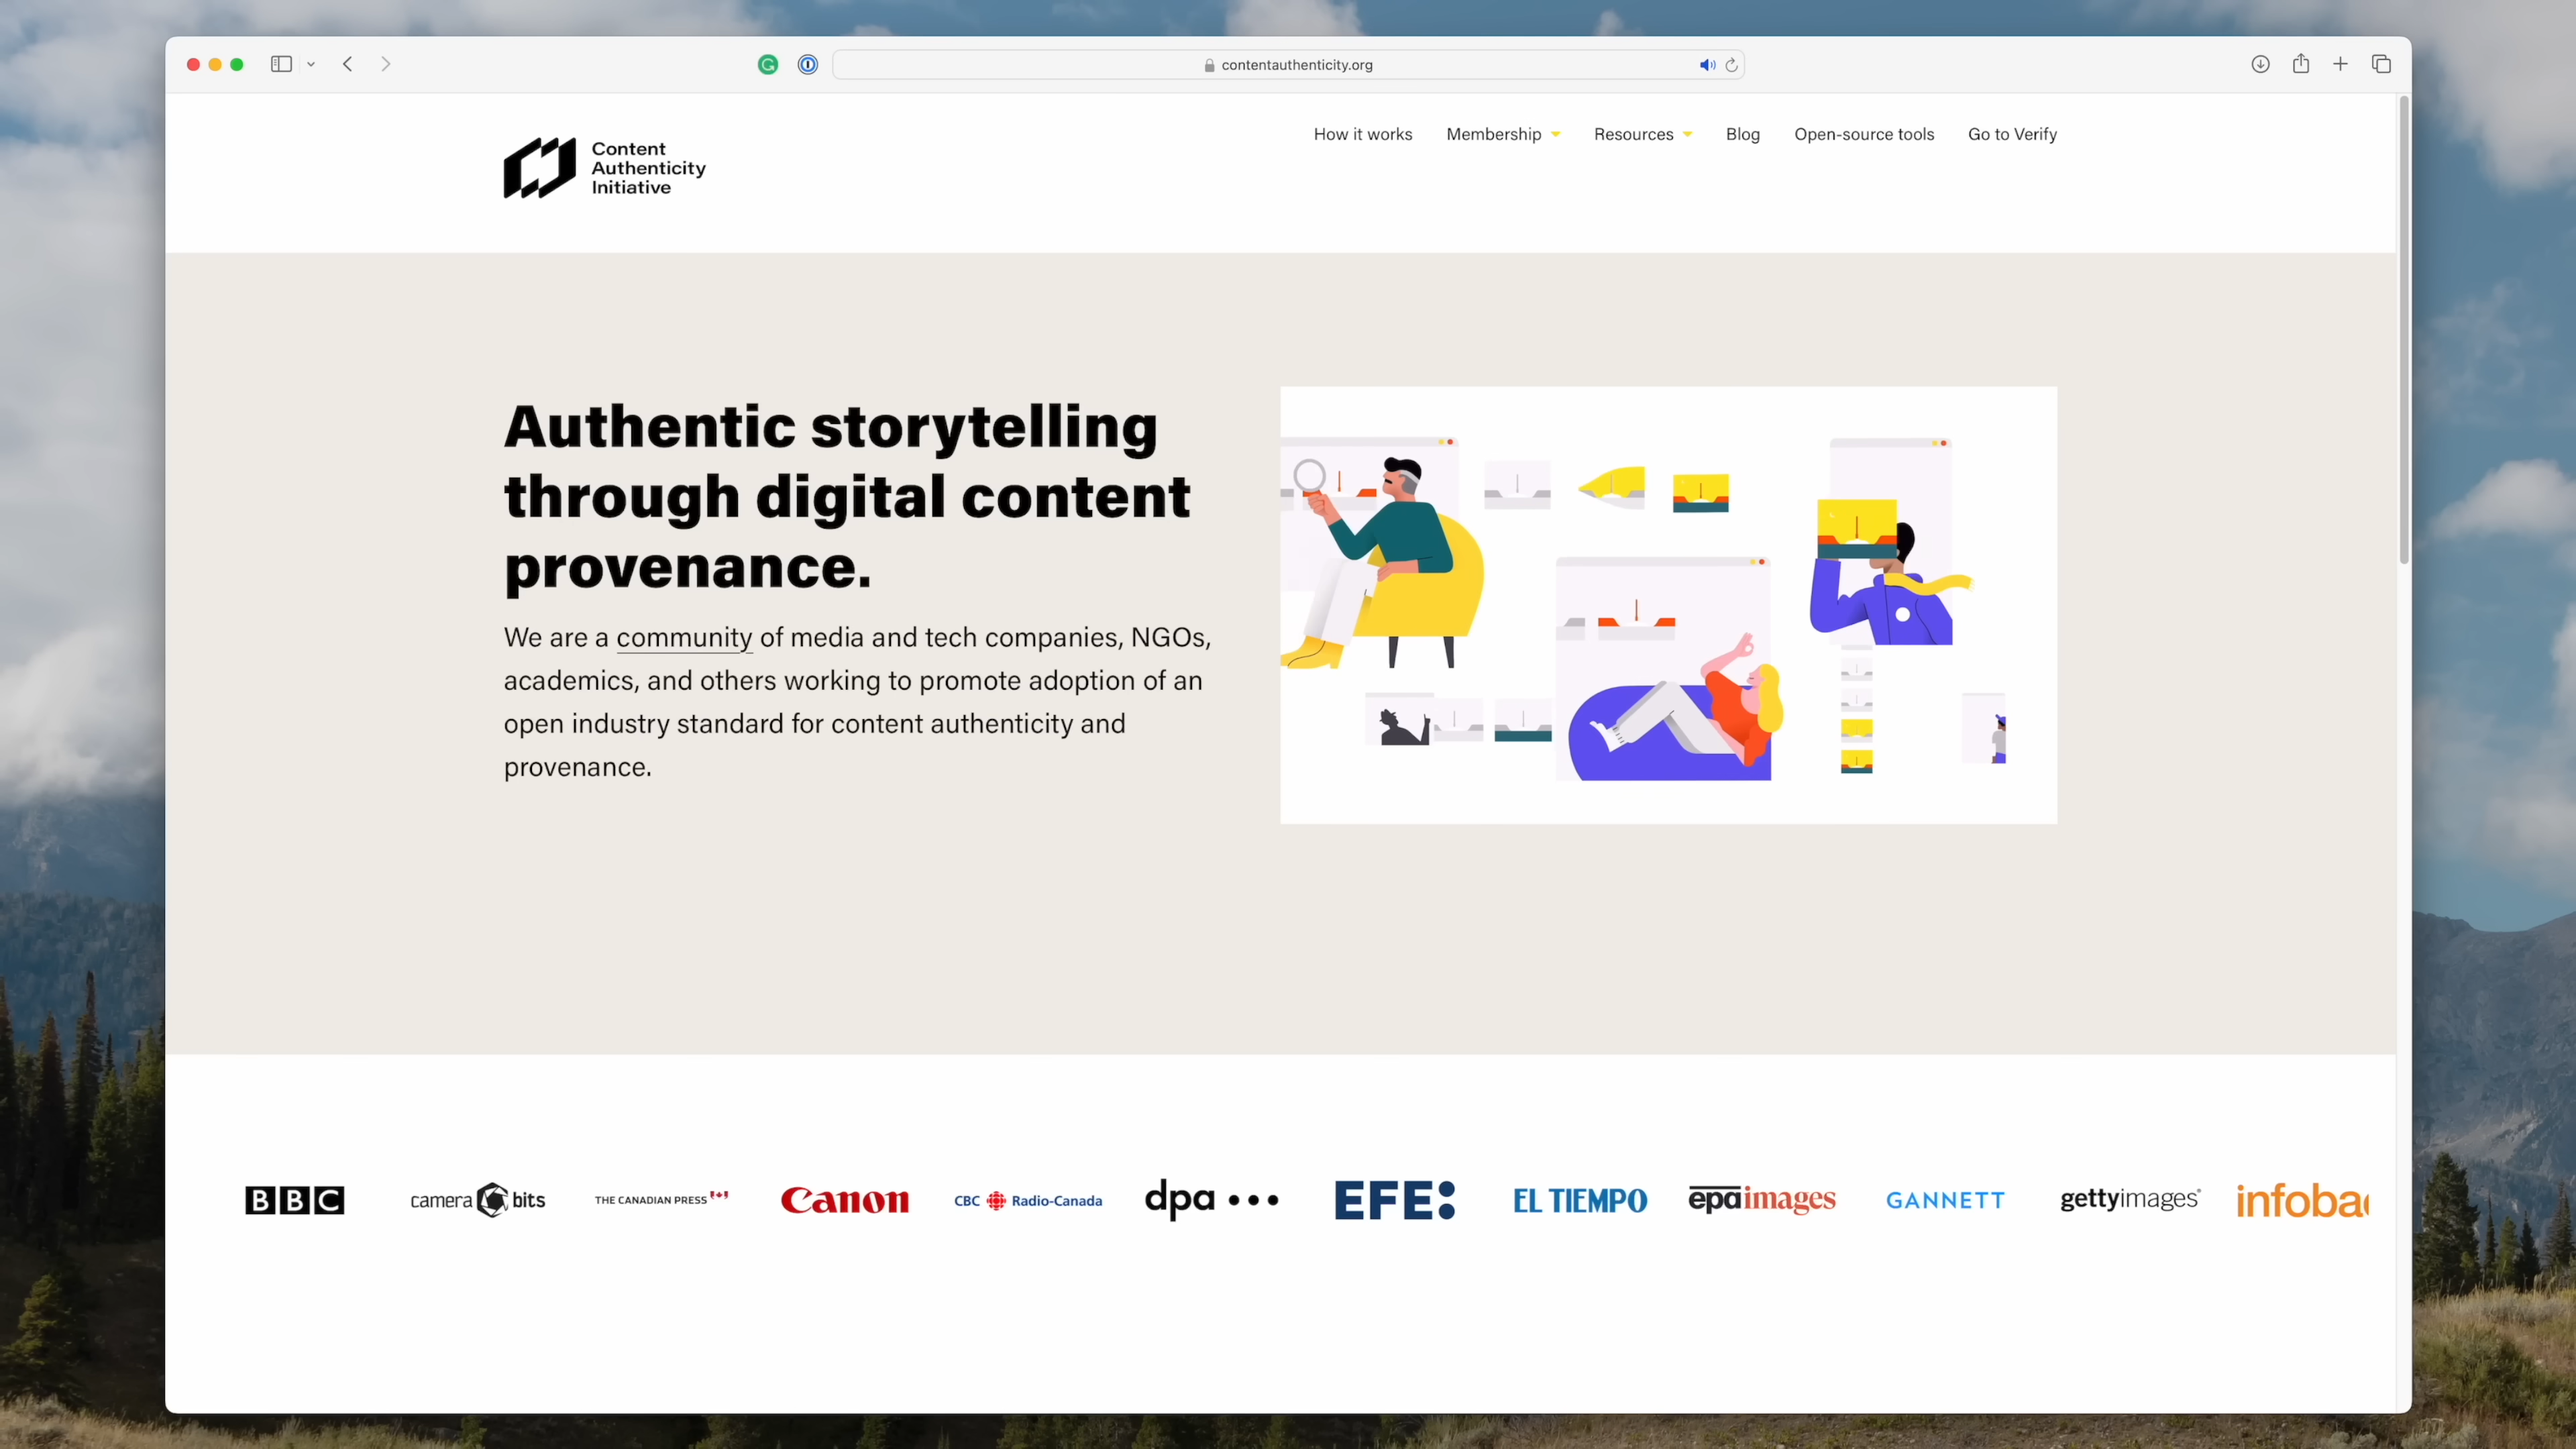 contentauthenticity.org
Content
Authenticity
Initiative
How it works
Membership
Resources
Blog
Open-source tools
Go to Verify
Authentic storytelling
through digital content
provenance.
We are a community of media and tech companies, NGOs,
academics, and others working to promote adoption of an
open industry standard for content authenticity and
provenance.
BBC
camera bits
THE CANADIAN PRESS
Canon
CBC Radio-Canada
dpa
EFE:
EL TIEMPO
epaimages
GANNETT
gettyimages®